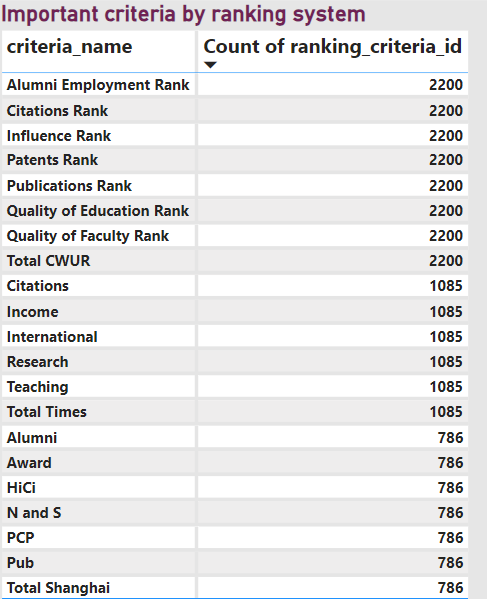 Important criteria by ranking system
criteria_name Count of ranking_criteria_id
Alumni Employment Rank 2200
Citations Rank 2200
Influence Rank 2200
Patents Rank 2200
Publications Rank 2200
Quality of Education Rank 2200
Quality of Faculty Rank 2200
Total CWUR 2200
Citations 1085
Income 1085
International 1085
Research 1085
Teaching 1085
Total Times 1085
Alumni 786
Award 786
HiCi 786
N and S 786
PCP 786
Pub 786
Total Shanghai 786